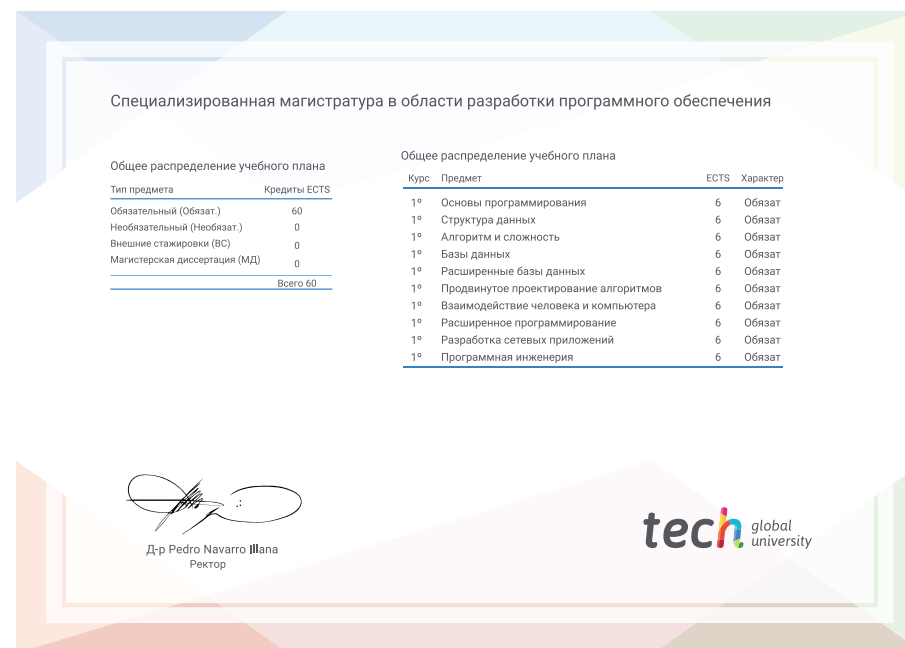 Специализированная магистратура в области разработки программного обеспечения
Общее распределение учебного плана
Тип предмета Кредиты ECTS
Обязательный (Обязат.) 60
Необязательный (Необязат.) 0
Внешние стажировки (ВС) 0
Магистерская диссертация (МД) 0
Всего 60
Общее распределение учебного плана
Курс Предмет ECTS Характер
1º Основы программирования 6 Обязат
1º Структура данных 6 Обязат
1º Алгоритм и сложность 6 Обязат
1º Базы данных 6 Обязат
1º Расширенные базы данных 6 Обязат
1º Продвинутое проектирование алгоритмов 6 Обязат
1º Взаимодействие человека и компьютера 6 Обязат
1º Расширенное программирование 6 Обязат
1º Разработка сетевых приложений 6 Обязат
1º Программная инженерия 6 Обязат
Д-р Pedro Navarro Illana
Ректор
tech global
university